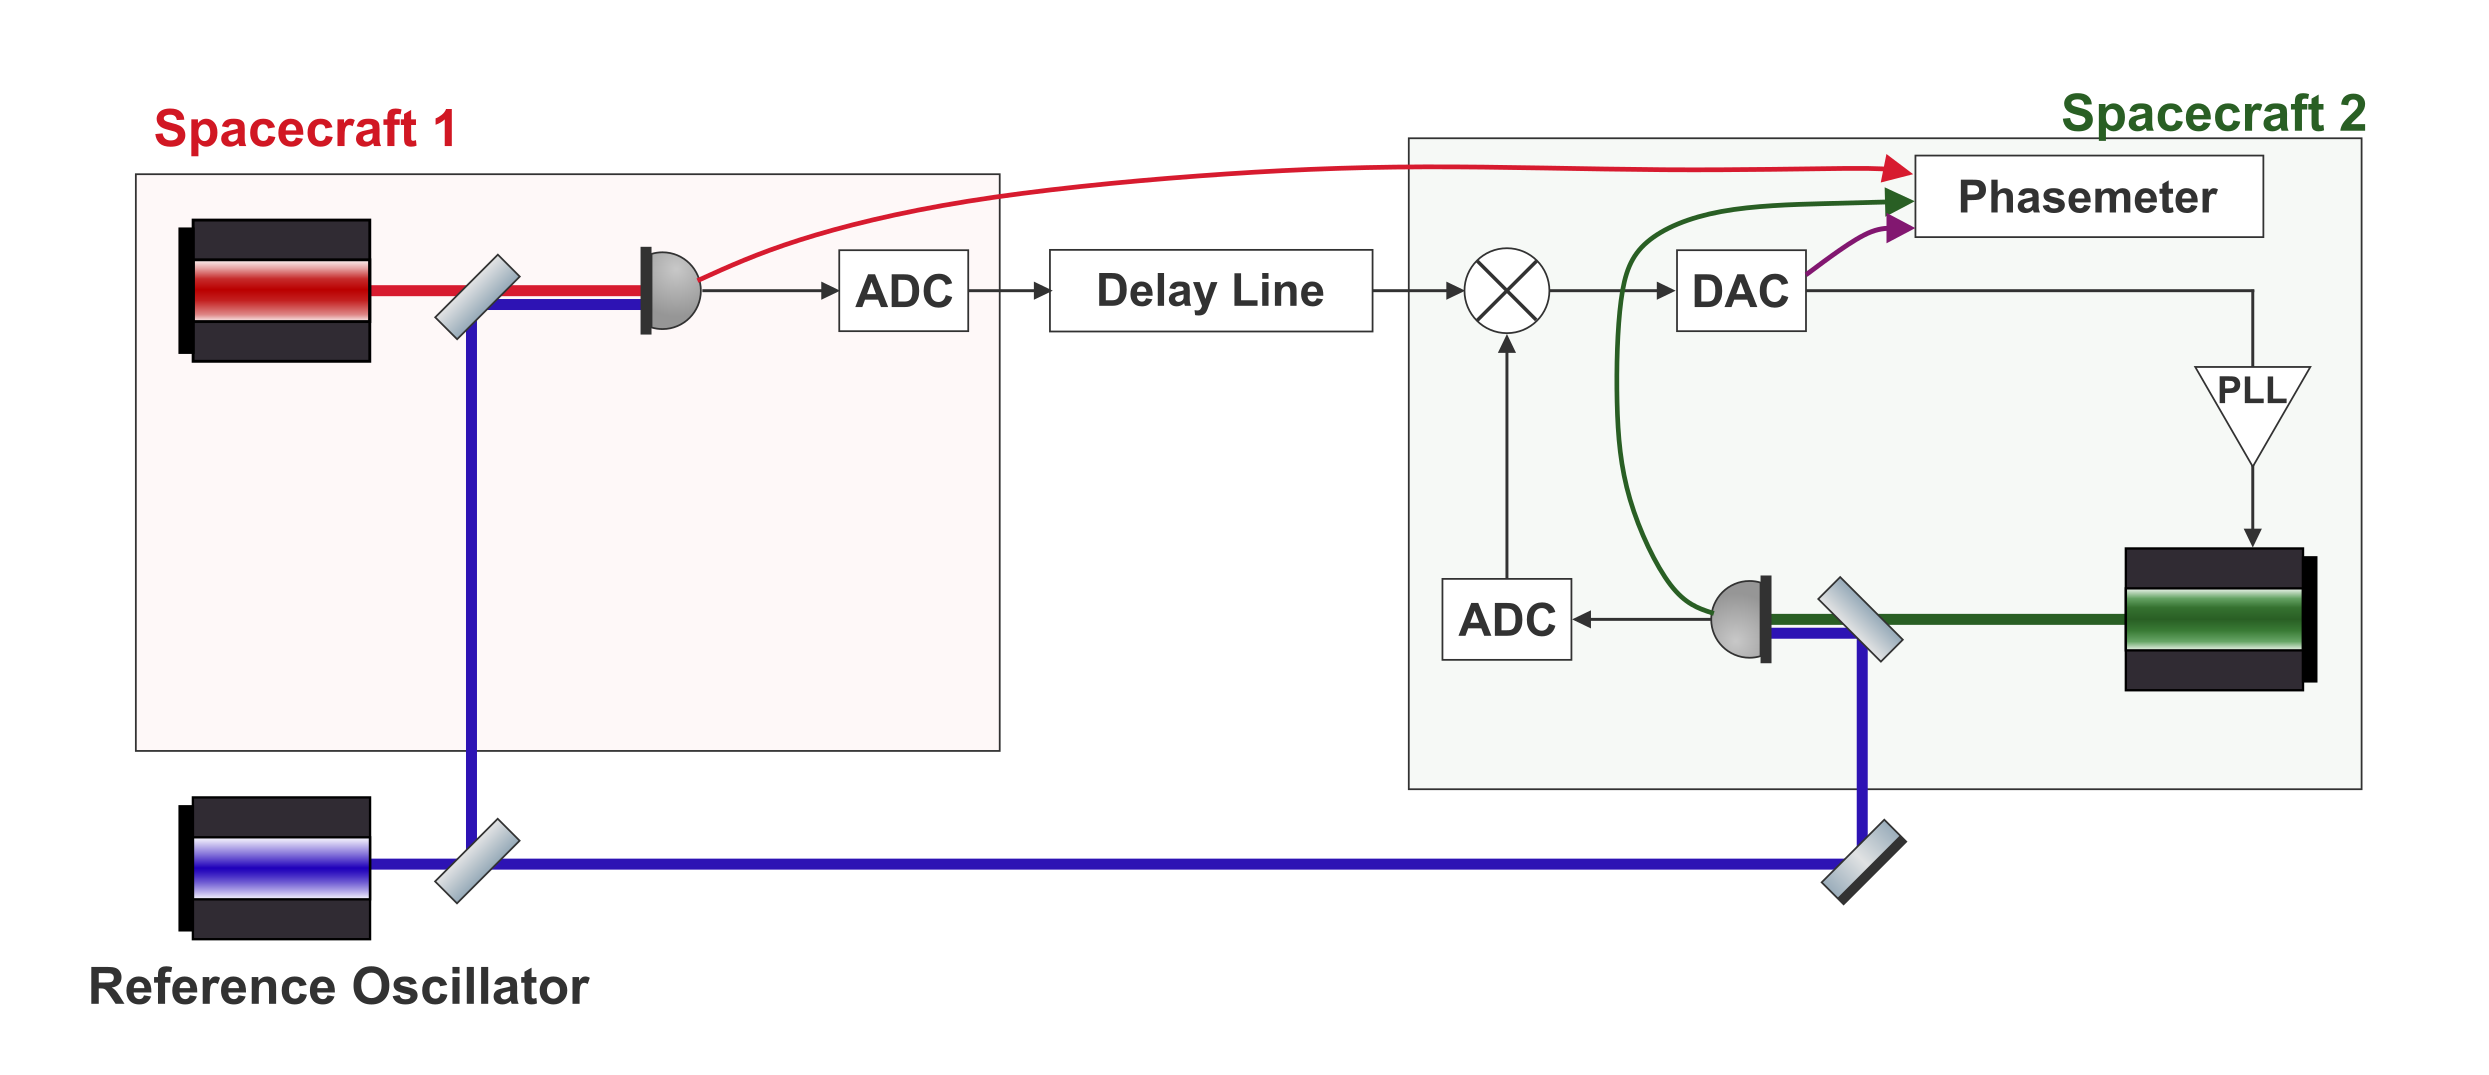 Spacecraft 1
Spacecraft 2
Phasemeter
ADC
Delay Line
DAC
PLL
ADC
Reference Oscillator